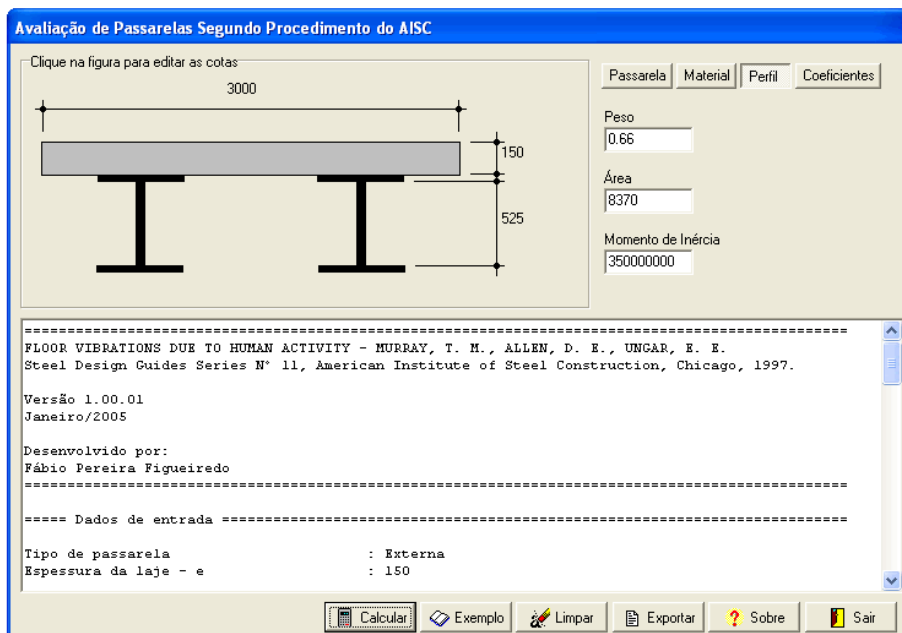 Avaliação de Passarelas Segundo Procedimento do AISC
Clique na figura para editar as cotas
3000
150
525
Passarela Material Perfil Coeficientes
Peso
0.66
Área
8370
Momento de Inércia
350000000
================================================================================
FLOOR VIBRATIONS DUE TO HUMAN ACTIVITY - MURRAY, T. M., ALLEN, D. E., UNGAR, E. E.
Steel Design Guides Series N° 11, American Institute of Steel Construction, Chicago, 1997.
Versão 1.00.01
Janeiro/2005
Desenvolvido por:
Fábio Pereira Figueiredo
================================================================================
===== Dados de entrada =========================================================
Tipo de passarela : Externa
Espessura da laje - e : 150
Calcular Exemplo Limpar Exportar Sobre Sair